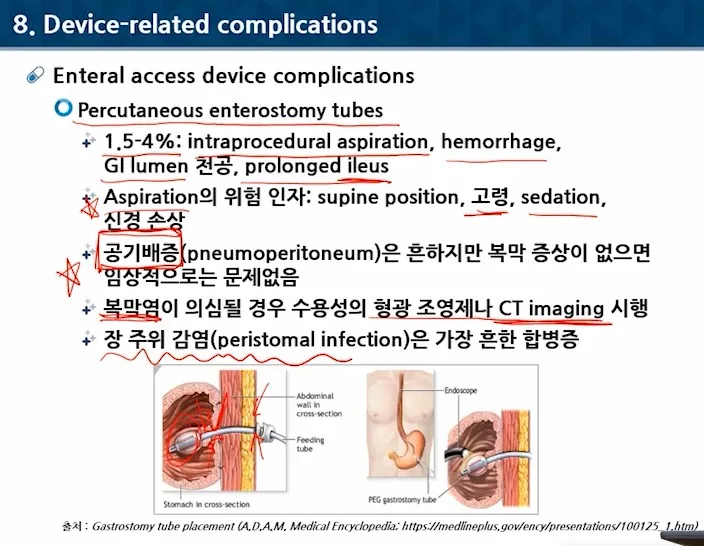 8. Device-related complications
Enteral access device complications
Percutaneous enterostomy tubes
1.5-4%: intraprocedural aspiration, hemorrhage,
GI lumen 천공, prolonged ileus
Aspiration의 위험 인자: supine position, 고령, sedation,
신경 손상
공기배증(pneumoperitoneum)은 흔하지만 복막 증상이 없으면
임상적으로는 문제없음
복막염이 의심될 경우 수용성의 형광 조영제나 CT imaging 시행
장 주위 감염(peristomal infection)은 가장 흔한 합병증
Abdominal
wall in
cross-section
Feeding
tube
Stomach in cross-section
Endoscope
PEG gastrostomy tube
출처 : Gastrostomy tube placement (A.D.A.M. Medical Encyclopedia: https://medlineplus.gov/ency/presentations/100125_1.htm)